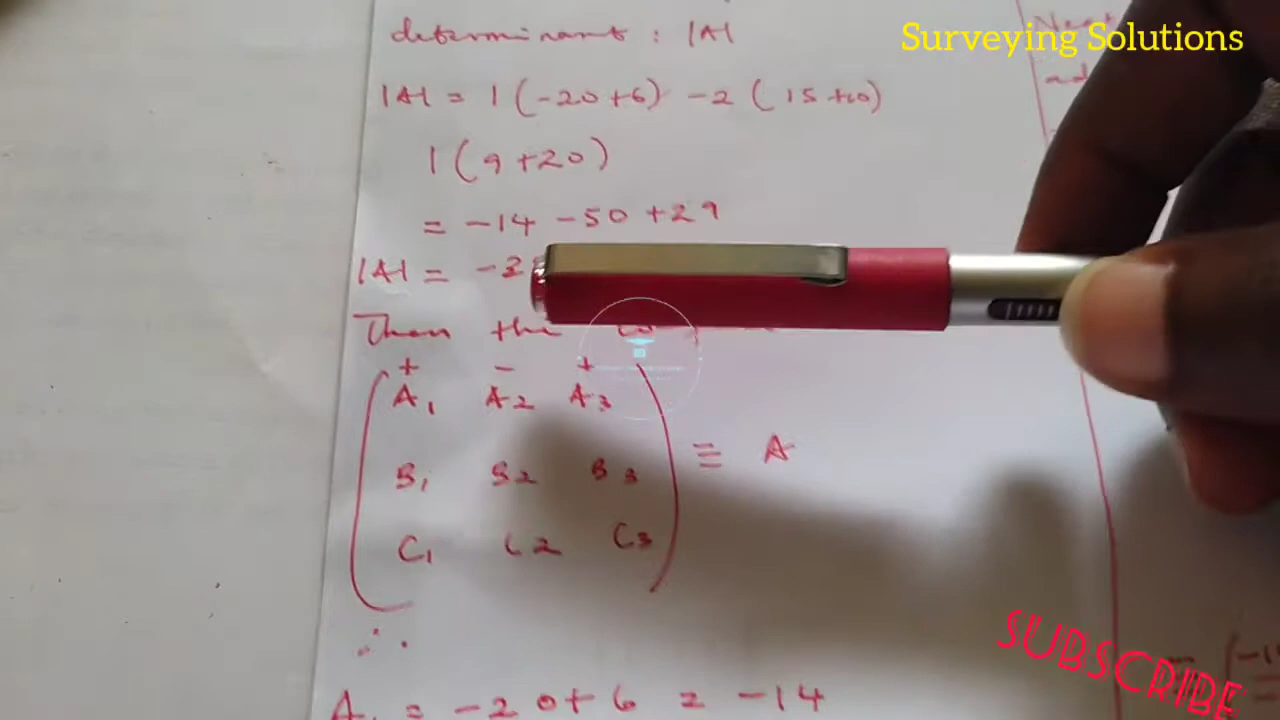 Surveying Solutions
determinant : |A|
|A| = 1 (-20+6) -2 (15+10)
1 (9+20)
= -14 -50 +29
|A| = -3
Then the
+ - +
A1 A2 A3
B1 B2 B3 ≡ A
C1 C2 C3
∴
A1 = -20+6 = -14
SUBSCRIBE